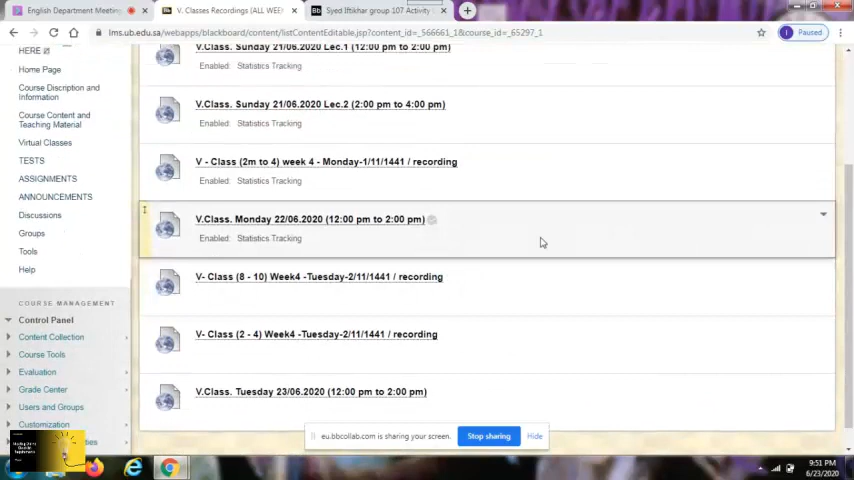 English Department Meeting
V. Classes Recordings (ALL WEE
Syed Iftikhar group 107 Activity
lms.ub.edu.sa/webapps/blackboard/content/listContentEditable.jsp?content_id=_566661_1&course_id=_65297_1
Paused
HERE
Home Page
Course Discription and
Information
Course Content and
Teaching Material
Virtual Classes
TESTS
ASSIGNMENTS
ANNOUNCEMENTS
Discussions
Groups
Tools
Help
COURSE MANAGEMENT
Control Panel
Content Collection
Course Tools
Evaluation
Grade Center
Users and Groups
Customization
V.Class. Sunday 21/06.2020 Lec.1 (12:00 pm to 2:00 pm)
Enabled: Statistics Tracking
V.Class. Sunday 21/06.2020 Lec.2 (2:00 pm to 4:00 pm)
Enabled: Statistics Tracking
V - Class (2m to 4) week 4 - Monday-1/11/1441 / recording
Enabled: Statistics Tracking
V.Class. Monday 22/06.2020 (12:00 pm to 2:00 pm)
Enabled: Statistics Tracking
V- Class (8 - 10) Week4 -Tuesday-2/11/1441 / recording
V- Class (2 - 4) Week4 -Tuesday-2/11/1441 / recording
V.Class. Tuesday 23/06.2020 (12:00 pm to 2:00 pm)
eu.bbcollab.com is sharing your screen.
Stop sharing
Hide
9:51 PM
6/23/2020